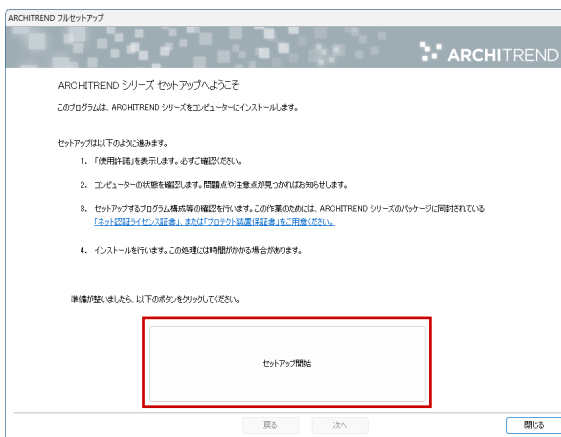 ARCHITREND フルセットアップ
ARCHITREND
ARCHITREND シリーズ セットアップへようこそ
このプログラムは、ARCHITREND シリーズをコンピューターにインストールします。
セットアップは以下のように進みます。
1. 「使用許諾」を表示します。必ずご確認ください。
2. コンピューターの状態を確認します。問題点や注意点が見つかればお知らせします。
3. セットアップするプログラム構成等の確認を行います。この作業のためには、ARCHITREND シリーズのパッケージに同封されている
「ネット認証ライセンス証書」、または「プロテクト装置保証書」をご用意ください。
4. インストールを行います。この処理には時間がかかる場合があります。
準備が整いましたら、以下のボタンをクリックしてください。
セットアップ開始
戻る 次へ 閉じる